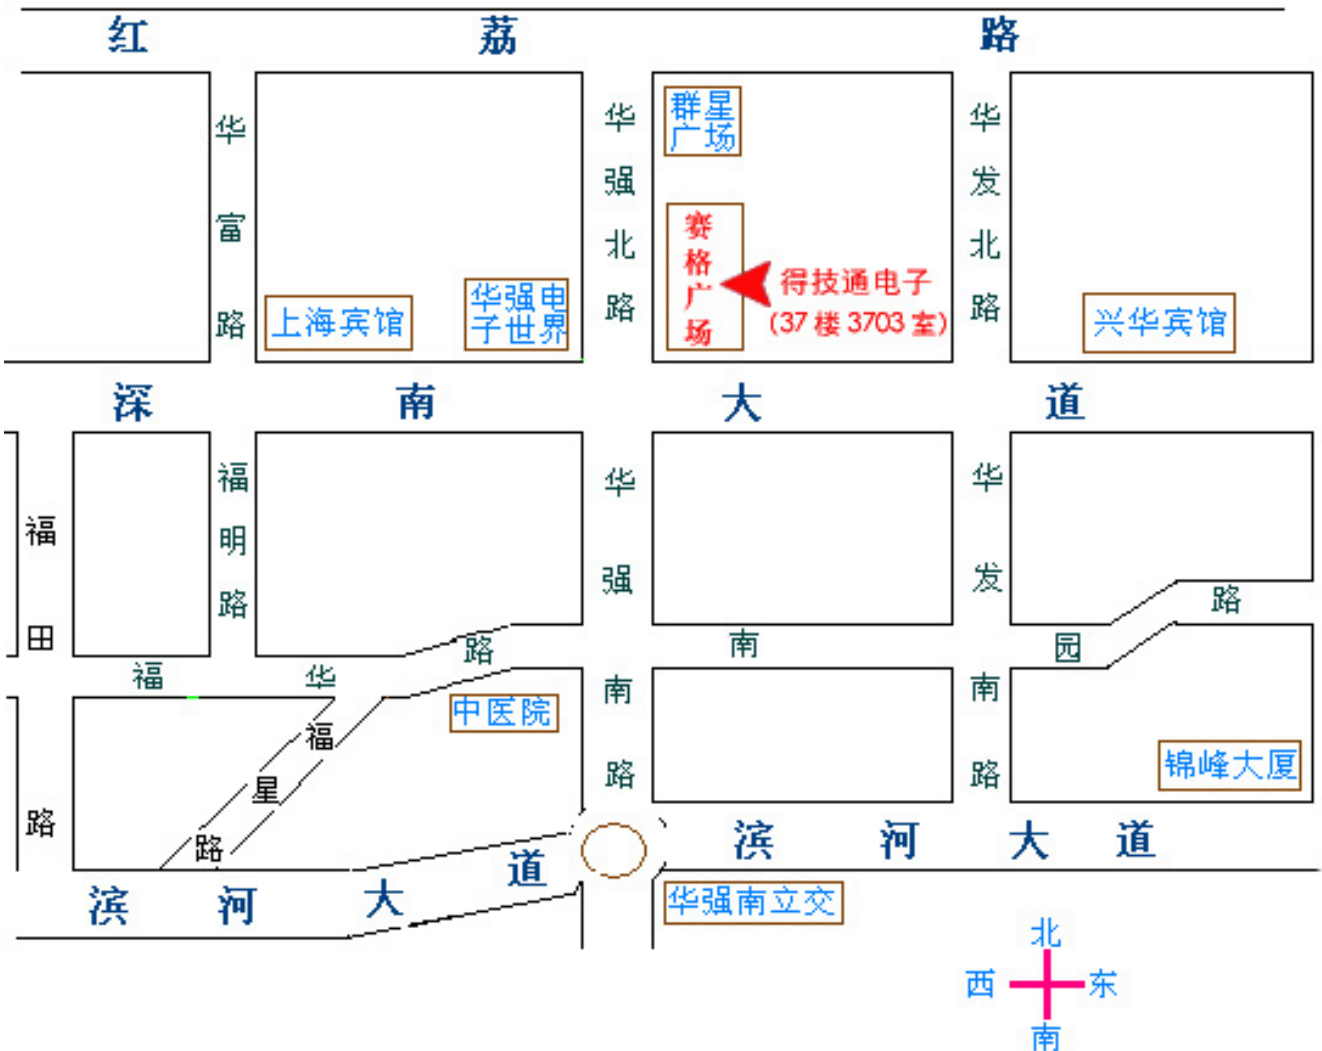 红荔路
华富路
华强北路
华发北路
群星
广场
赛格广场
得技通电子
(37楼3703室)
上海宾馆
华强电
子世界
兴华宾馆
深南大道
福田路
福明路
华强南路
华发南路
福华路
南园路
福星路
中医院
锦峰大厦
滨河大道
滨河大道
华强南立交
北
西
东
南